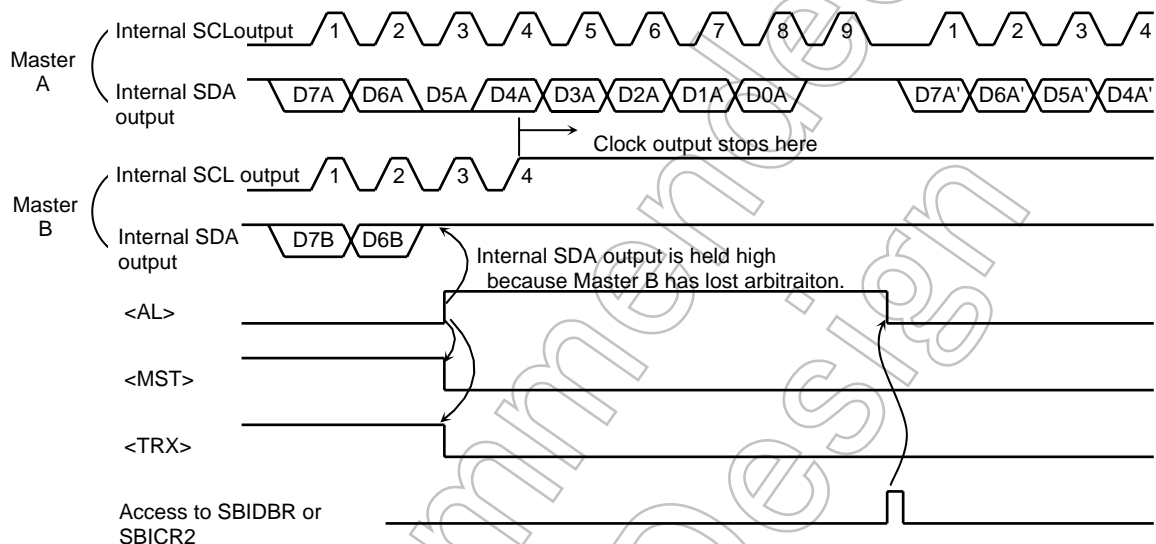 Master A
Internal SCLoutput
1 2 3 4 5 6 7 8 9 1 2 3 4
Internal SDA output
D7A D6A D5A D4A D3A D2A D1A D0A D7A' D6A' D5A' D4A'
Clock output stops here
Master B
Internal SCL output
1 2 3 4
Internal SDA output
D7B D6B
Internal SDA output is held high
because Master B has lost arbitraiton.
<AL>
<MST>
<TRX>
Access to SBIDBR or
SBICR2